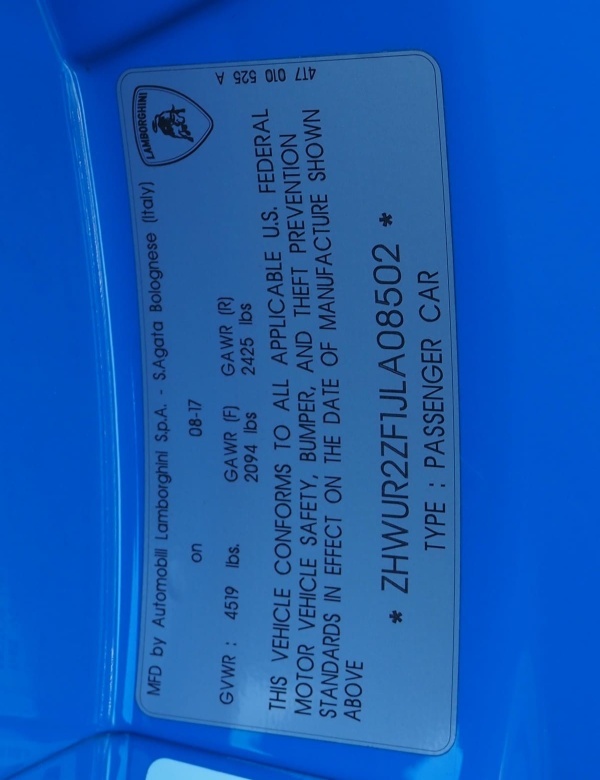 MFD by Automobili Lamborghini S.p.A. - S.Agata Bolognese (Italy)
LAMBORGHINI
4T7 010 525 A
on 08-17
GVWR : 4519 lbs. GAWR (F) GAWR (R)
2094 lbs 2425 lbs
THIS VEHICLE CONFORMS TO ALL APPLICABLE U.S. FEDERAL
MOTOR VEHICLE SAFETY, BUMPER, AND THEFT PREVENTION
STANDARDS IN EFFECT ON THE DATE OF MANUFACTURE SHOWN
ABOVE
* ZHWUR2ZF1JLA08502 *
TYPE : PASSENGER CAR